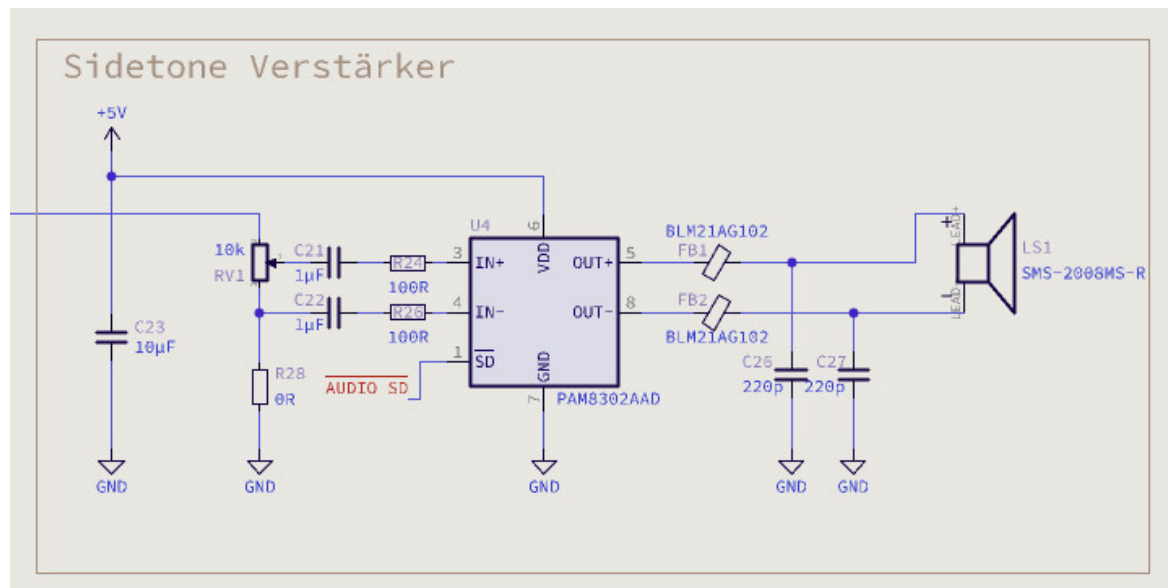 Sidetone Verstärker
+5V
C23
10µF
GND
10k
RV1
R28
0R
GND
C21
1µF
R24
100R
C22
1µF
R26
100R
AUDIO SD
U4
3
IN+
4
IN-
1
SD
6
VDD
OUT+
5
OUT-
8
GND
7
PAM8302AAD
GND
BLM21AG102
FB1
FB2
BLM21AG102
C26
220p
GND
C27
220p
GND
+
LEAD+
-
LS1
SMS-2008MS-R